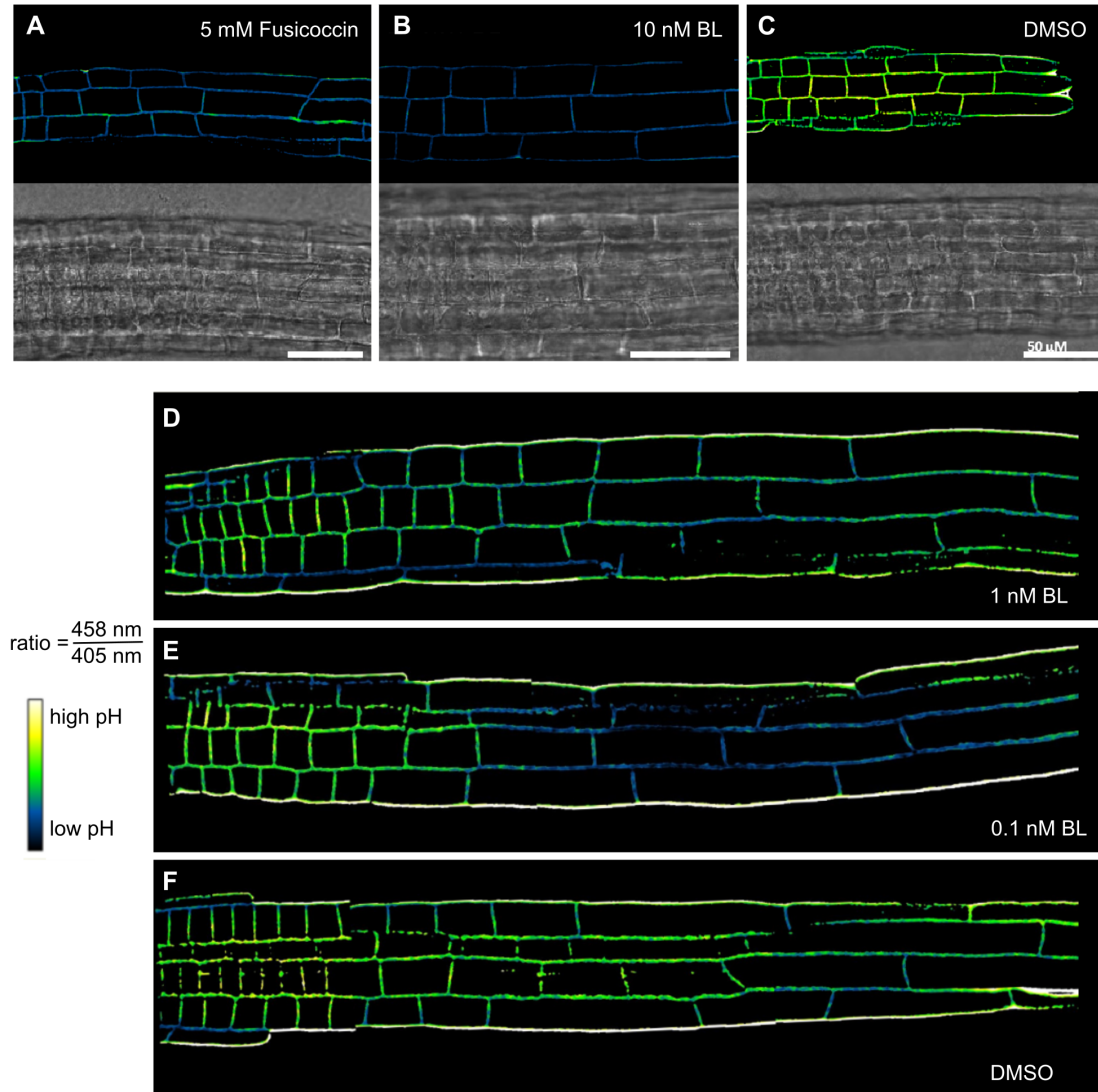 A
5 mM Fusicoccin
B
10 nM BL
C
DMSO
50 µM
D
1 nM BL
ratio = 458 nm
405 nm
high pH
low pH
E
0.1 nM BL
F
DMSO